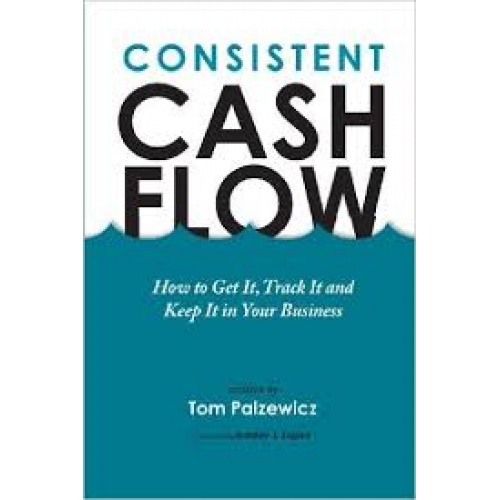 CONSISTENT
CASH
FLOW
How to Get It, Track It and
Keep It in Your Business
Tom Palzewicz